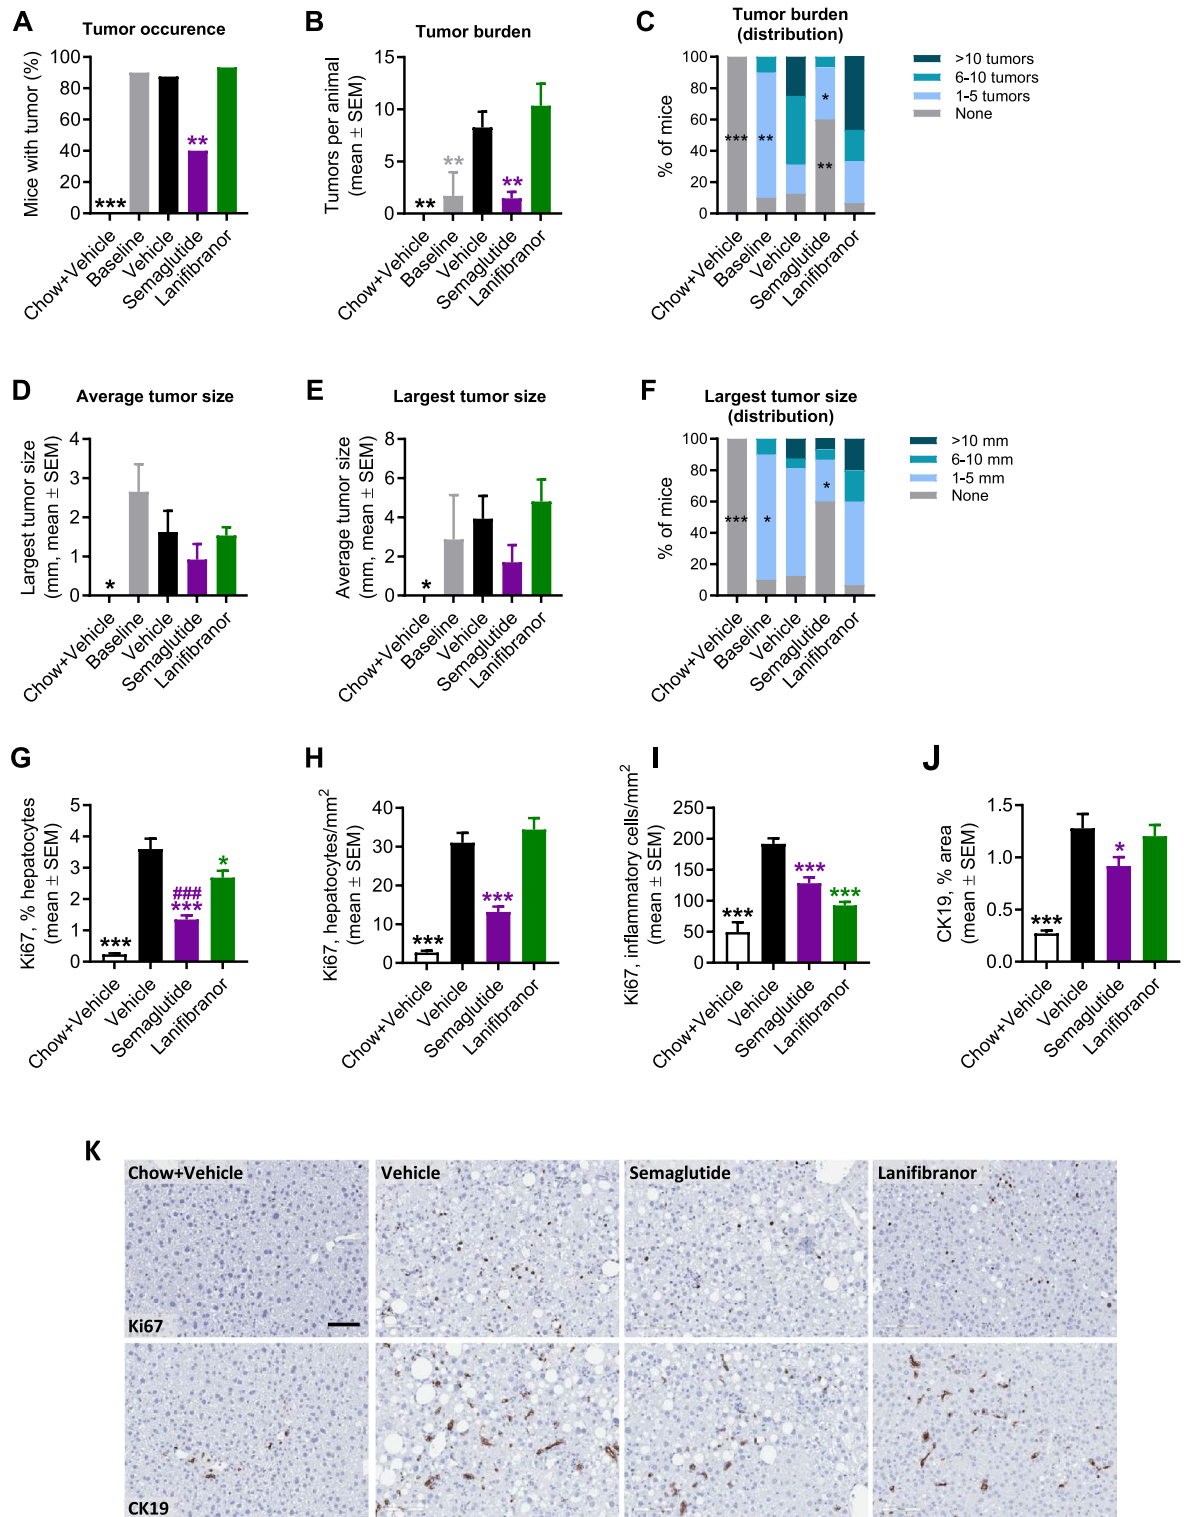 A
Tumor occurence
Mice with tumor (%)
100
80
60
40
20
0
***
**
Chow+Vehicle
Baseline
Vehicle
Semaglutide
Lanifibranor
B
Tumor burden
Tumors per animal
(mean ± SEM)
15
10
5
0
**
**
**
Chow+Vehicle
Baseline
Vehicle
Semaglutide
Lanifibranor
C
Tumor burden
(distribution)
% of mice
100
80
60
40
20
0
***
**
*
**
Chow+Vehicle
Baseline
Vehicle
Semaglutide
Lanifibranor
>10 tumors
6-10 tumors
1-5 tumors
None
D
Average tumor size
Largest tumor size
(mm, mean ± SEM)
4
3
2
1
0
*
Chow+Vehicle
Baseline
Vehicle
Semaglutide
Lanifibranor
E
Largest tumor size
Average tumor size
(mm, mean ± SEM)
8
6
4
2
0
*
Chow+Vehicle
Baseline
Vehicle
Semaglutide
Lanifibranor
F
Largest tumor size
(distribution)
% of mice
100
80
60
40
20
0
***
*
*
Chow+Vehicle
Baseline
Vehicle
Semaglutide
Lanifibranor
>10 mm
6-10 mm
1-5 mm
None
G
Ki67, % hepatocytes
(mean ± SEM)
5
4
3
2
1
0
***
###
***
*
Chow+Vehicle
Vehicle
Semaglutide
Lanifibranor
H
Ki67, hepatocytes/mm²
(mean ± SEM)
40
30
20
10
0
***
***
Chow+Vehicle
Vehicle
Semaglutide
Lanifibranor
I
Ki67, inflammatory cells/mm²
(mean ± SEM)
250
200
150
100
50
0
***
***
***
Chow+Vehicle
Vehicle
Semaglutide
Lanifibranor
J
CK19, % area
(mean ± SEM)
1.5
1.0
0.5
0.0
***
*
Chow+Vehicle
Vehicle
Semaglutide
Lanifibranor
K
Chow+Vehicle
Vehicle
Semaglutide
Lanifibranor
Ki67
CK19